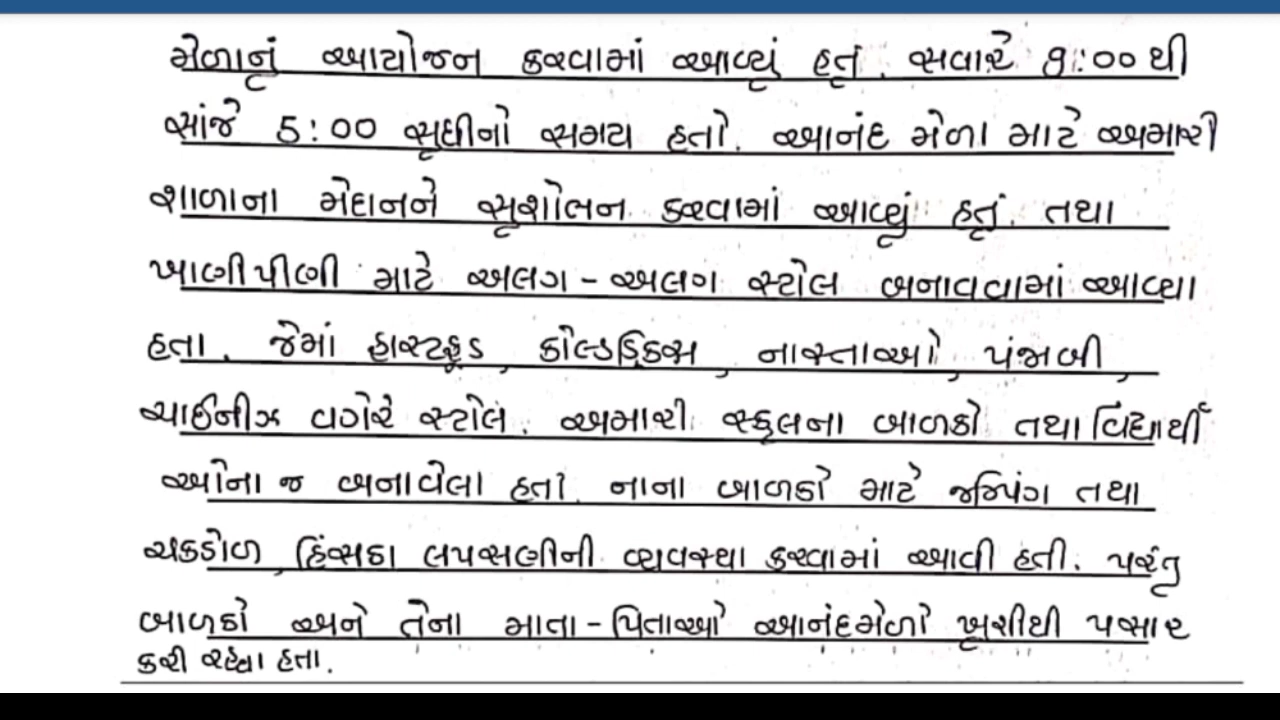 મેળાનું આયોજન કરવામાં આવ્યું હતું. સવારે 9:00 થી
સાંજે 5:00 સુધીનો સમય હતો. આનંદ મેળા માટે અમારી
શાળાના મેદાનને સુશોભન કરવામાં આવ્યું હતું. તથા
ખાણીપીણી માટે અલગ - અલગ સ્ટોલ બનાવવામાં આવ્યા
હતા. જેમાં ફાસ્ટફૂડ, કોલ્ડડ્રિંકસ, નાસ્તાઓ, પંજાબી,
ચાઈનીઝ વગેરે સ્ટોલ. અમારી સ્કૂલના બાળકો તથા વિદ્યાર્થી
ઓના જ બનાવેલા હતા. નાના બાળકો માટે જમ્પિંગ તથા
ચકડોળ, હિંસકા લપસણીની વ્યવસ્થા કરવામાં આવી હતી. પરંતુ
બાળકો અને તેના માતા - પિતાઓ આનંદમેળો ખૂશીથી પસાર
કરી રહ્યા હતા.